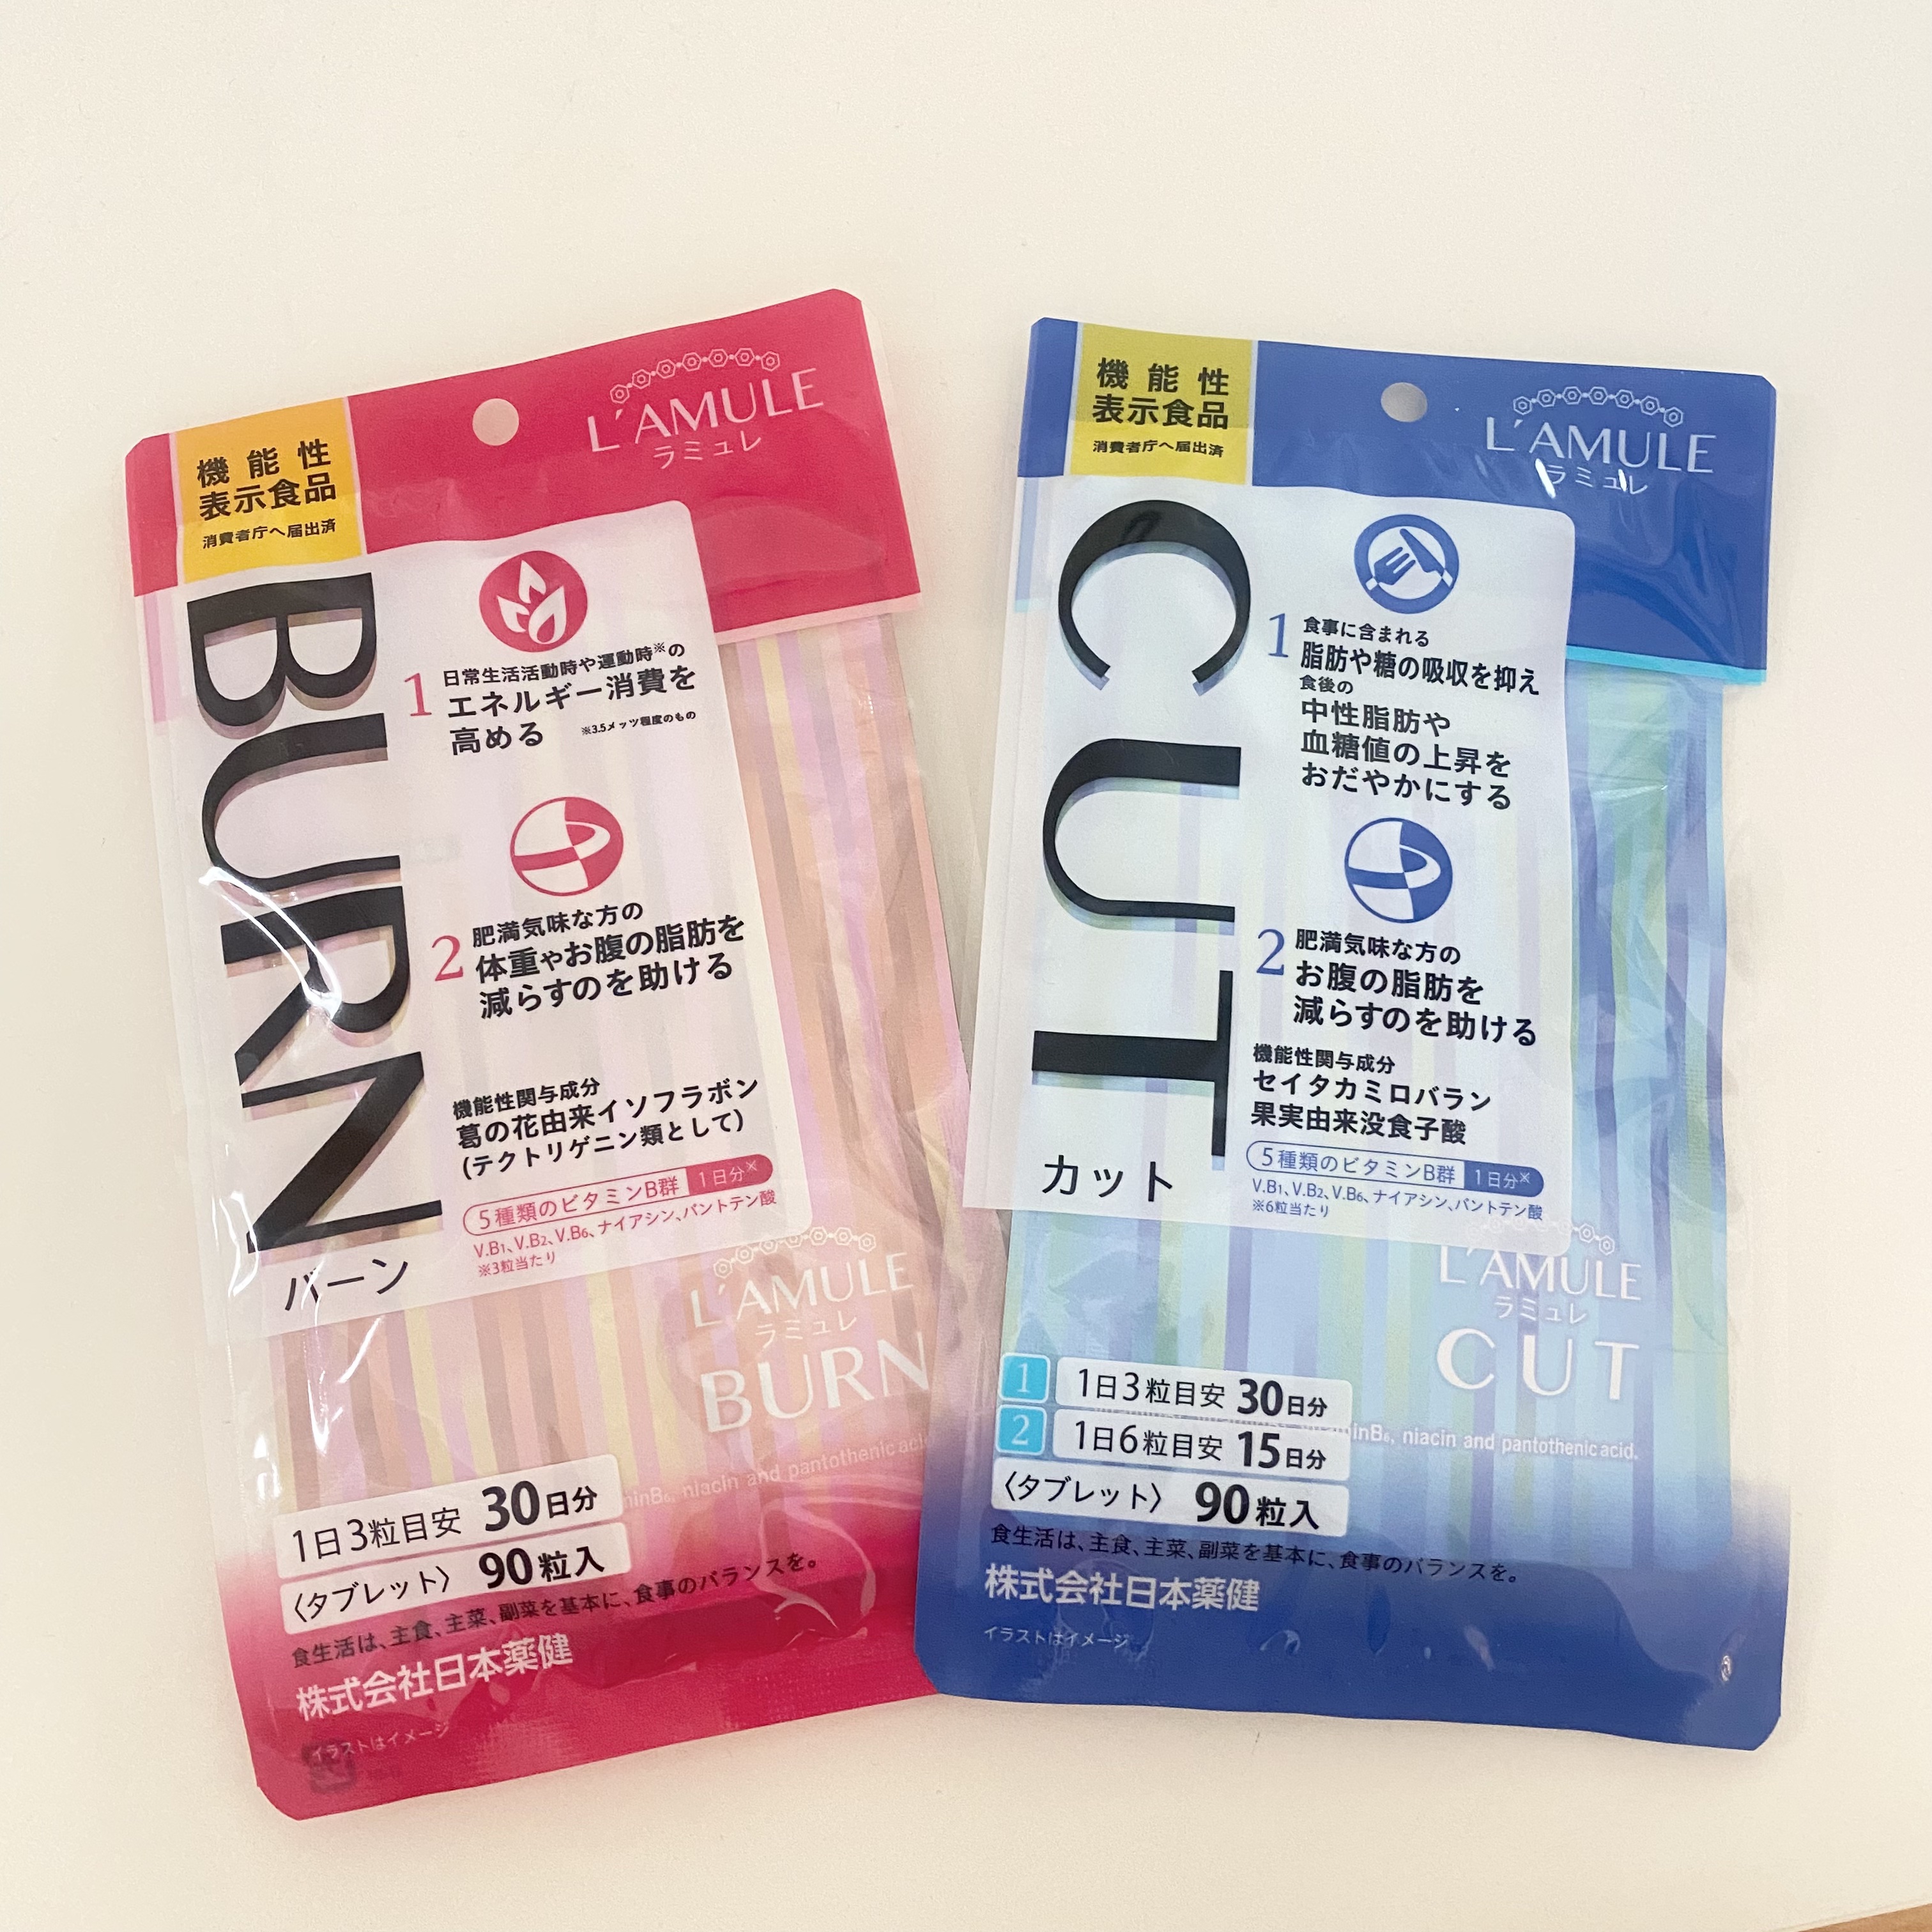 機能性
表示食品
消費者庁へ届出済
L'AMULE
ラミュレ
BURN
バーン
1
日常生活活動時や運動時※の
エネルギー消費を
高める
※3.5メッツ程度のもの
2
肥満気味な方の
体重やお腹の脂肪を
減らすのを助ける
機能性関与成分
葛の花由来イソフラボン
(テクトリゲニン類として)
5種類のビタミンB群 1日分※
V.B1、V.B2、V.B6、ナイアシン、パントテン酸
※3粒当たり
L'AMULE
ラミュレ
BURN
niacin and pantothenic acid
1日3粒目安 30日分
〈タブレット〉 90粒入
食生活は、主食、主菜、副菜を基本に、食事のバランスを。
株式会社日本薬健
イラストはイメージ
機能性
表示食品
消費者庁へ届出済
L'AMULE
ラミュレ
CUT
カット
1
食事に含まれる
脂肪や糖の吸収を抑え
食後の
中性脂肪や
血糖値の上昇を
おだやかにする
2
肥満気味な方の
お腹の脂肪を
減らすのを助ける
機能性関与成分
セイタカミロバラン
果実由来没食子酸
5種類のビタミンB群 1日分※
V.B1、V.B2、V.B6、ナイアシン、パントテン酸
※6粒当たり
L'AMULE
ラミュレ
CUT
niacin and pantothenic acid.
1 1日3粒目安 30日分
2 1日6粒目安 15日分
〈タブレット〉 90粒入
食生活は、主食、主菜、副菜を基本に、食事のバランスを。
株式会社日本薬健
イラストはイメージ